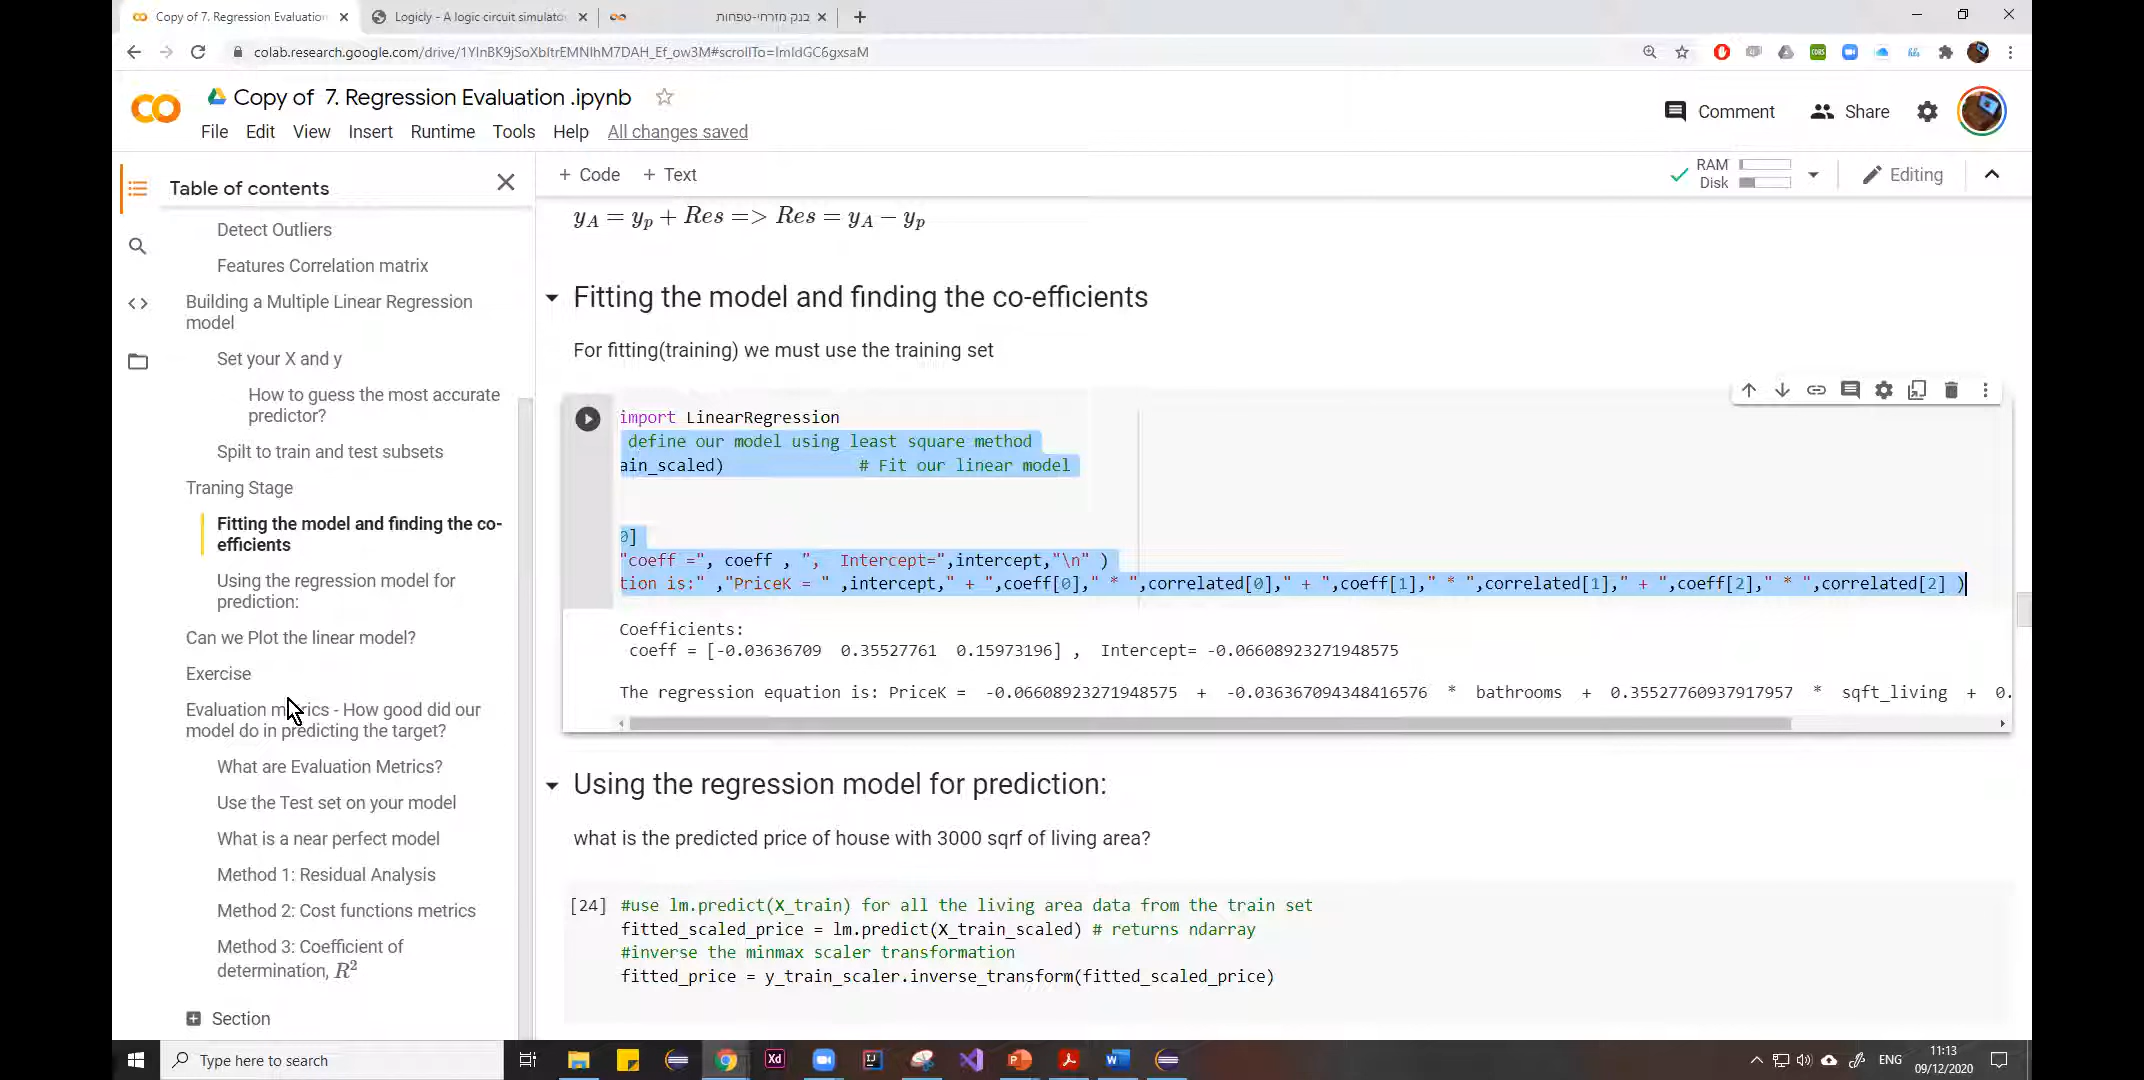 Copy of 7. Regression Evaluation
Logicly - A logic circuit simulato
בנק מזרחי-טפחות
colab.research.google.com/drive/1YInBK9jSoXbItrEMNIhM7DAH_Ef_ow3M#scrollTo=ImIdGC6gxsaM
Copy of 7. Regression Evaluation .ipynb
Comment
Share
File Edit View Insert Runtime Tools Help All changes saved
Table of contents
+ Code + Text
RAM
Disk
Editing
Detect Outliers
Features Correlation matrix
Building a Multiple Linear Regression
model
Set your X and y
How to guess the most accurate
predictor?
Spilt to train and test subsets
Traning Stage
Fitting the model and finding the co-
efficients
Using the regression model for
prediction:
Can we Plot the linear model?
Exercise
Evaluation metrics - How good did our
model do in predicting the target?
What are Evaluation Metrics?
Use the Test set on your model
What is a near perfect model
Method 1: Residual Analysis
Method 2: Cost functions metrics
Method 3: Coefficient of
determination, R²
Section
y_A = y_p + Res => Res = y_A − y_p
Fitting the model and finding the co-efficients
For fitting(training) we must use the training set
import LinearRegression
define our model using least square method
ain_scaled) # Fit our linear model
0]
"coeff =", coeff , ", Intercept=",intercept,"\n" )
tion is:" ,"PriceK = " ,intercept," + ",coeff[0]," * ",correlated[0]," + ",coeff[1]," * ",correlated[1]," + ",coeff[2]," * ",correlated[2] )
Coefficients:
coeff = [-0.03636709 0.35527761 0.15973196] , Intercept= -0.06608923271948575
The regression equation is: PriceK = -0.06608923271948575 + -0.036367094348416576 * bathrooms + 0.35527760937917957 * sqft_living + 0.
Using the regression model for prediction:
what is the predicted price of house with 3000 sqrf of living area?
[24] #use lm.predict(X_train) for all the living area data from the train set
fitted_scaled_price = lm.predict(X_train_scaled) # returns ndarray
#inverse the minmax scaler transformation
fitted_price = y_train_scaler.inverse_transform(fitted_scaled_price)
Type here to search
Xd
ENG
11:13
09/12/2020